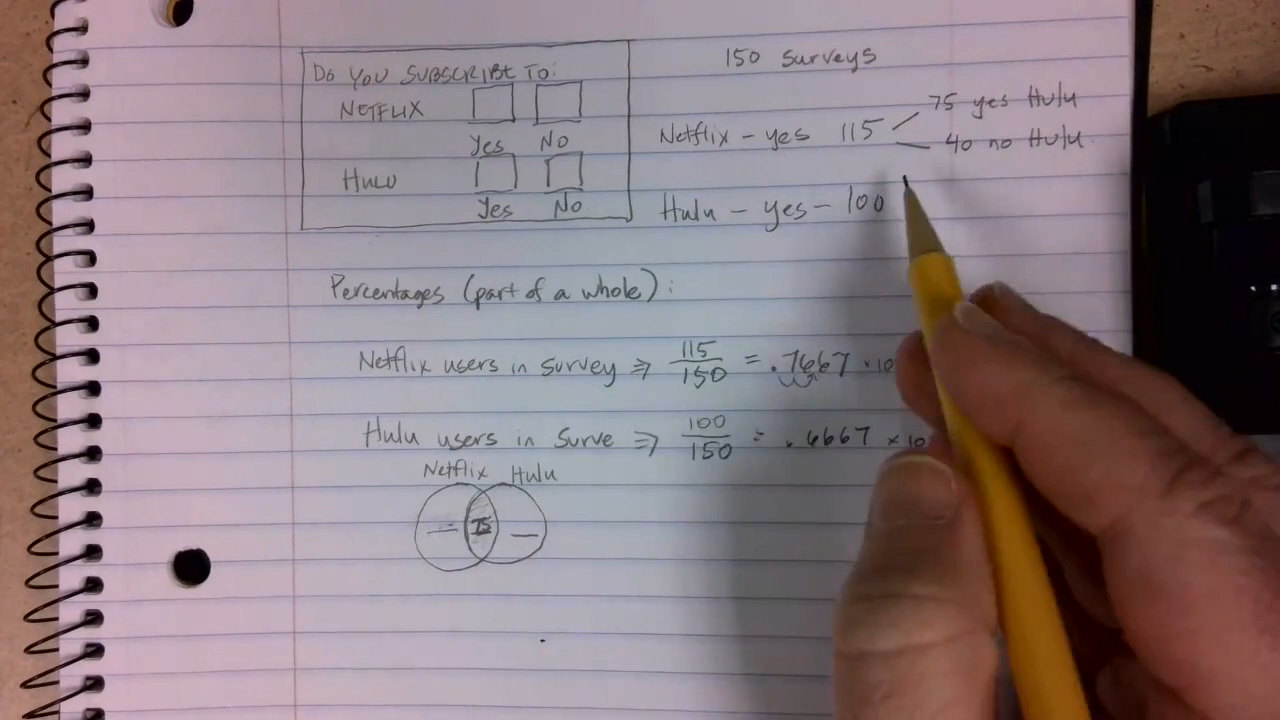 DO YOU SUBSCRIBE TO:
NETFLIX
Yes No
HULU
Yes No
150 surveys
75 yes Hulu
Netflix - yes 115
40 no Hulu
Hulu - yes - 100
Percentages (part of a whole):
Netflix users in survey ⇒ 115/150 = .7667 × 10
Hulu users in Surve ⇒ 100/150 = .6667 × 10
Netflix Hulu
75